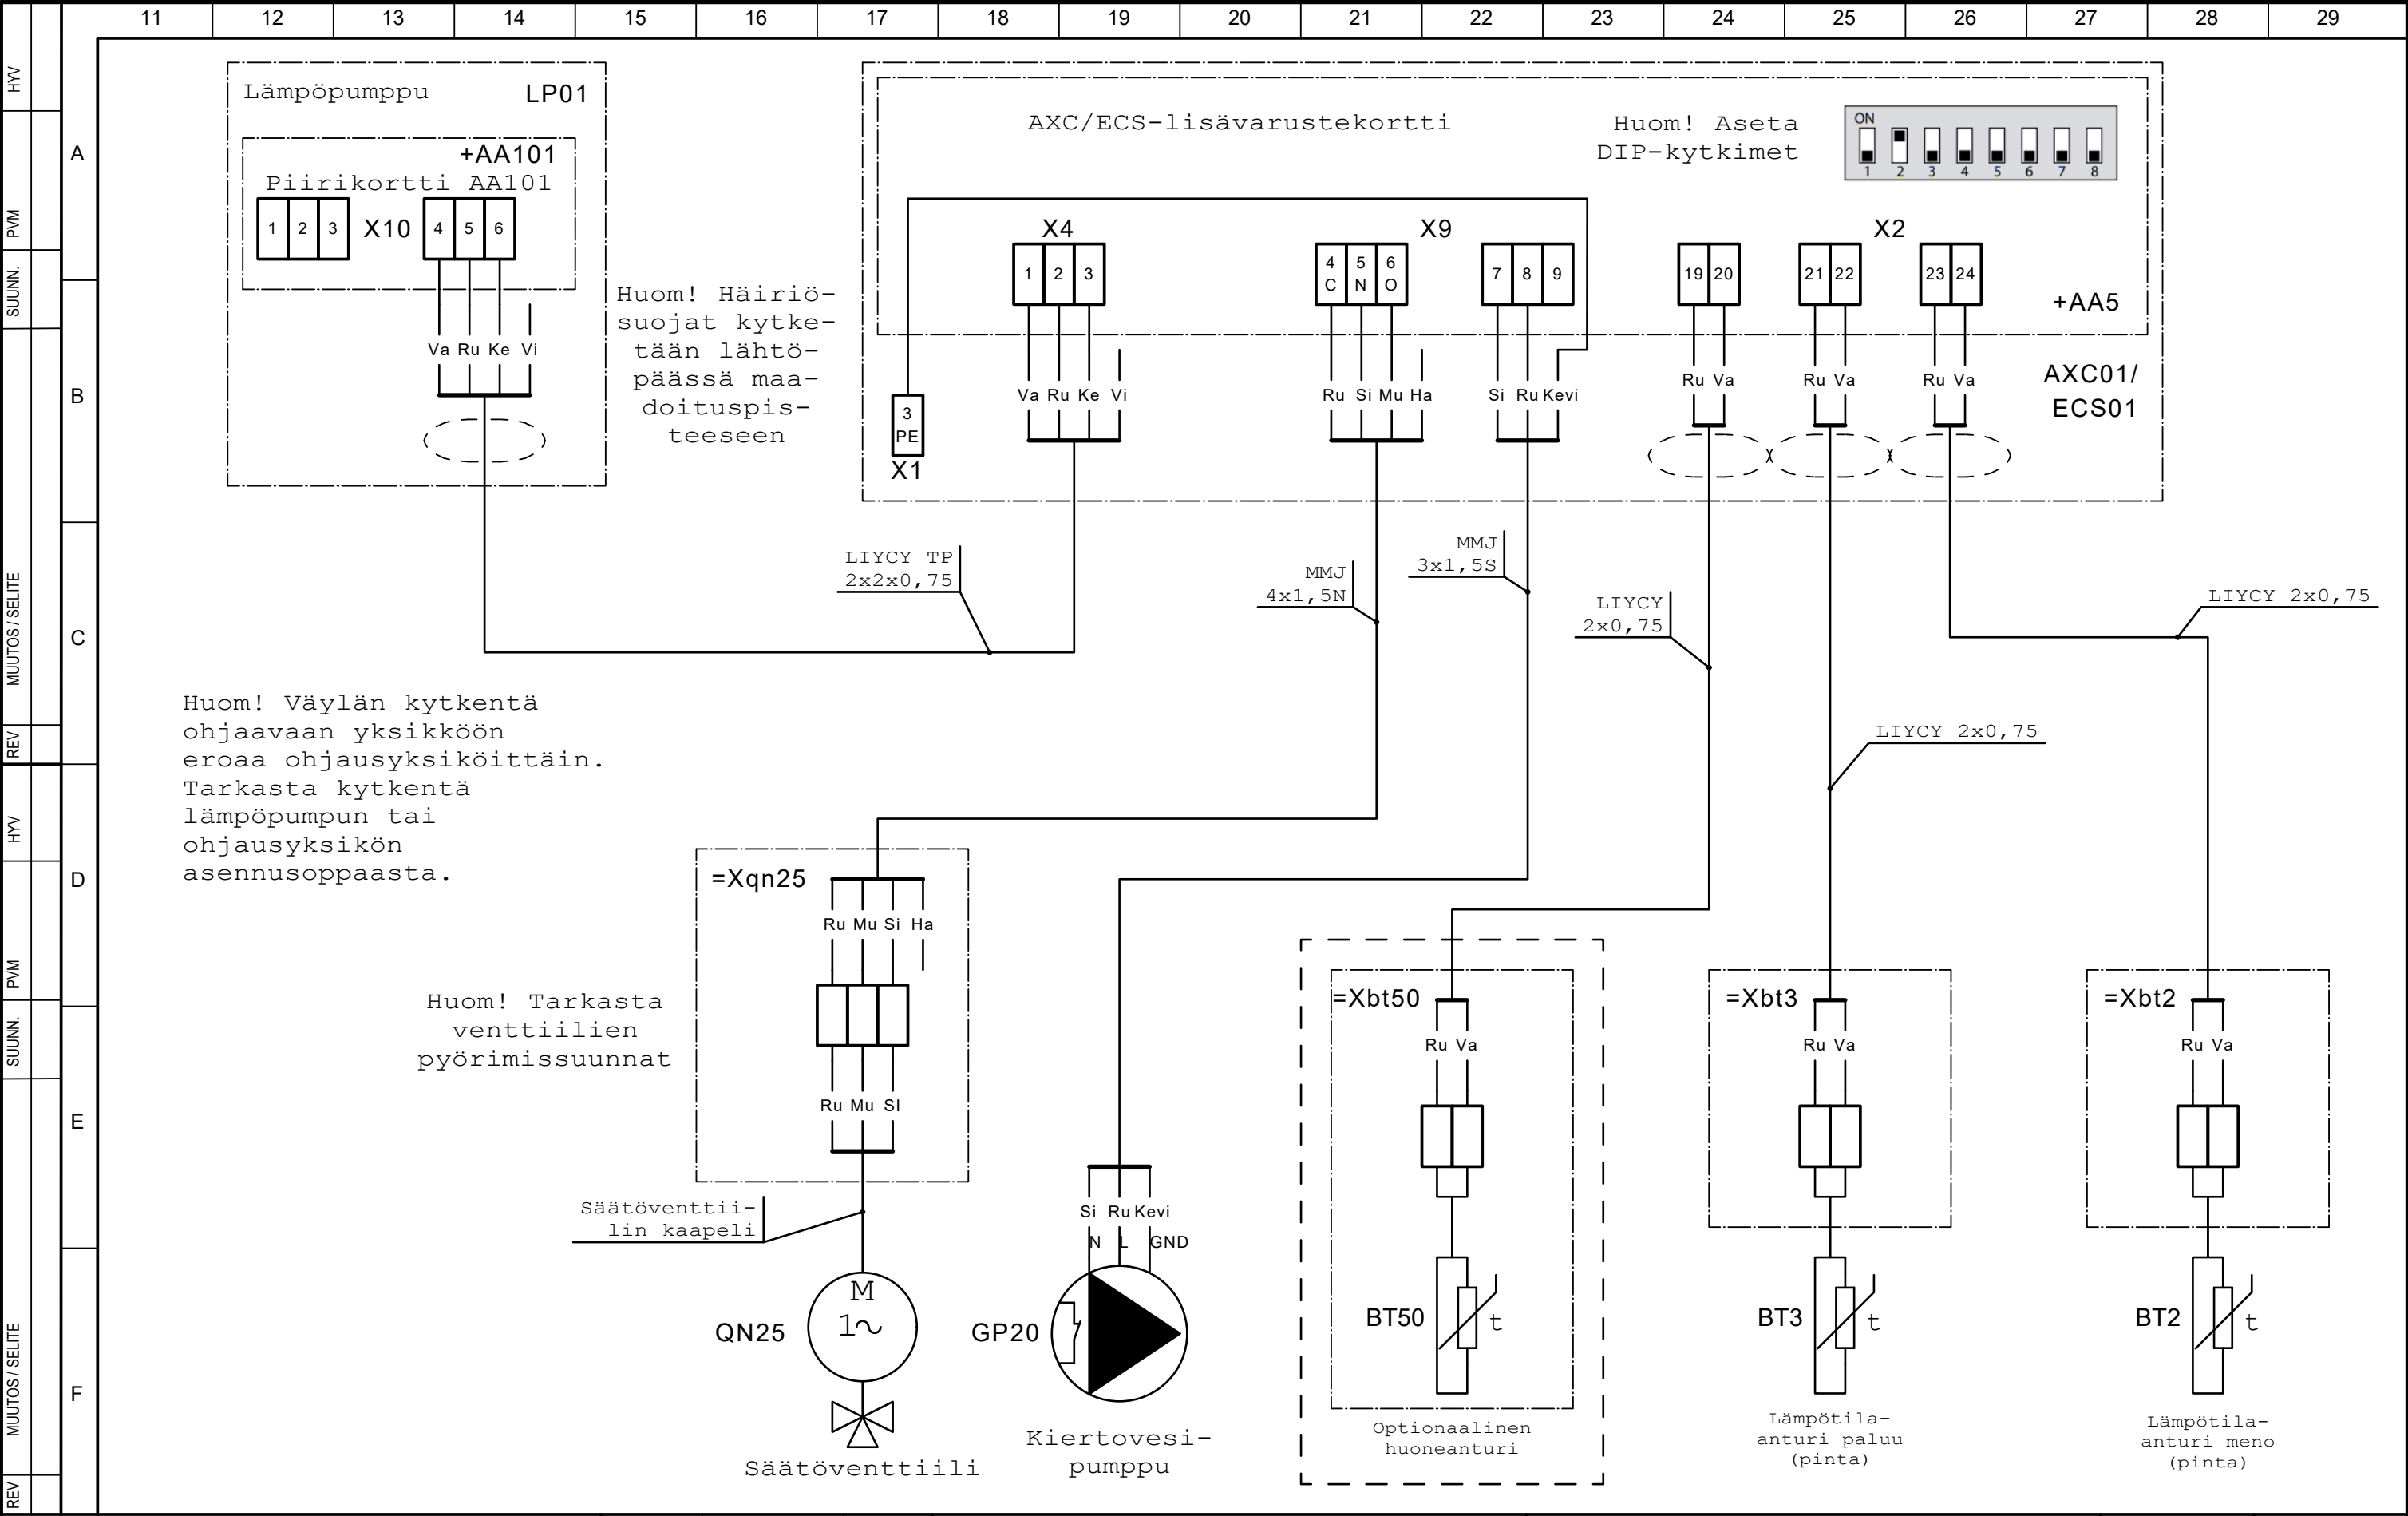 11 12 13 14 15 16 17 18 19 20 21 22 23 24 25 26 27 28 29
HYV
PVM
SUUNN.
MUUTOS / SELITE
REV
HYV
PVM
SUUNN.
MUUTOS / SELITE
REV
A
B
C
D
E
F
Lämpöpumppu LP01
+AA101
Piirikortti AA101
1 2 3 X10 4 5 6
Va Ru Ke Vi
Huom! Häiriö-
suojat kytke-
tään lähtö-
päässä maa-
doituspis-
teeseen
AXC/ECS-lisävarustekortti
Huom! Aseta
DIP-kytkimet
ON
1 2 3 4 5 6 7 8
X4 X9 X2
1 2 3
4 5 6
C N O
7 8 9
19 20
21 22
23 24
+AA5
AXC01/
ECS01
3
PE
X1
Va Ru Ke Vi
Ru Si Mu Ha
Si Ru Kevi
Ru Va
Ru Va
Ru Va
LIYCY TP
2x2x0,75
MMJ
4x1,5N
MMJ
3x1,5S
LIYCY
2x0,75
LIYCY 2x0,75
LIYCY 2x0,75
Huom! Väylän kytkentä
ohjaavaan yksikköön
eroaa ohjausyksiköittäin.
Tarkasta kytkentä
lämpöpumpun tai
ohjausyksikön
asennusoppaasta.
=Xqn25
Ru Mu Si Ha
Huom! Tarkasta
venttiilien
pyörimissuunnat
Ru Mu SI
Säätöventtii-
lin kaapeli
M
1~
QN25
Säätöventtiili
Si Ru Kevi
N L GND
GP20
Kiertovesi-
pumppu
=Xbt50
Ru Va
BT50
t
Optionaalinen
huoneanturi
=Xbt3
Ru Va
BT3
t
Lämpötila-
anturi paluu
(pinta)
=Xbt2
Ru Va
BT2
t
Lämpötila-
anturi meno
(pinta)